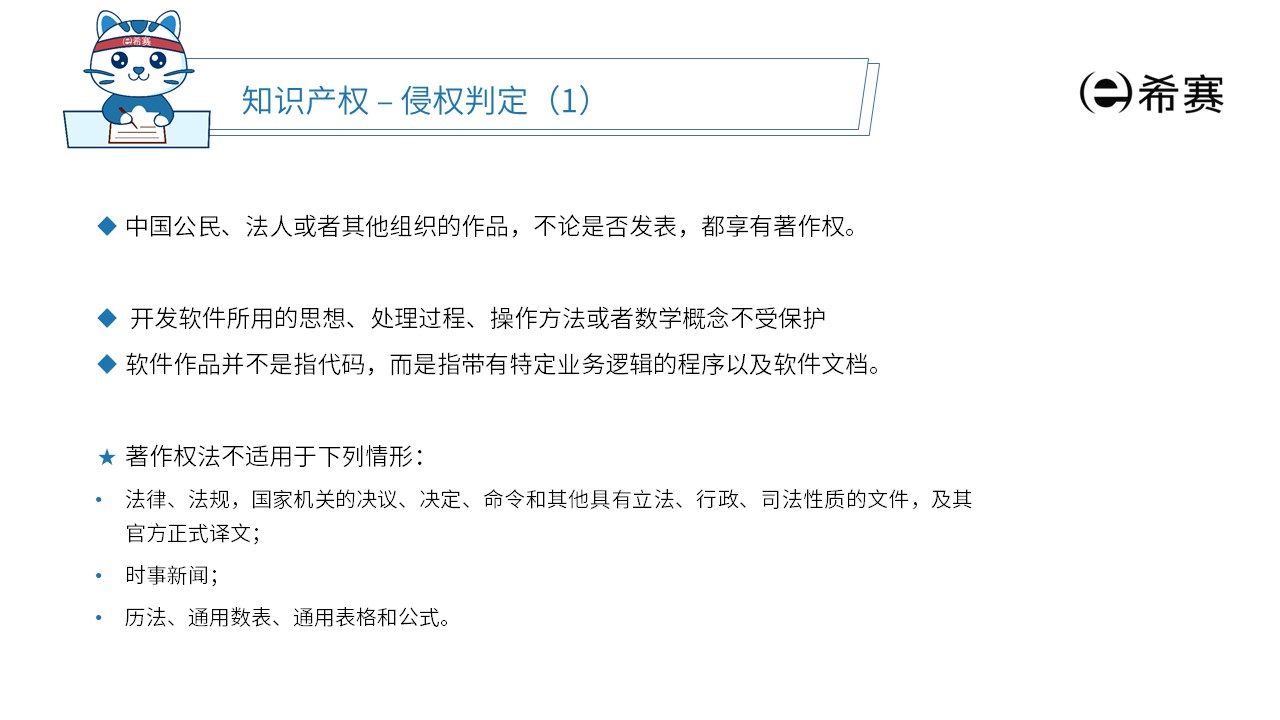 希赛
知识产权 – 侵权判定（1）
希赛
中国公民、法人或者其他组织的作品，不论是否发表，都享有著作权。
开发软件所用的思想、处理过程、操作方法或者数学概念不受保护
软件作品并不是指代码，而是指带有特定业务逻辑的程序以及软件文档。
著作权法不适用于下列情形：
法律、法规，国家机关的决议、决定、命令和其他具有立法、行政、司法性质的文件，及其
官方正式译文；
时事新闻；
历法、通用数表、通用表格和公式。